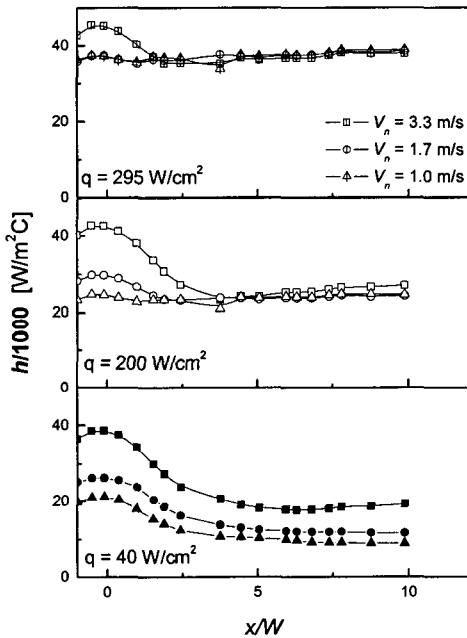 h/1000 [W/m²C]
40
20
0
V_n = 3.3 m/s
V_n = 1.7 m/s
V_n = 1.0 m/s
q = 295 W/cm²
40
20
0
q = 200 W/cm²
40
20
0
q = 40 W/cm²
0
5
10
x/W